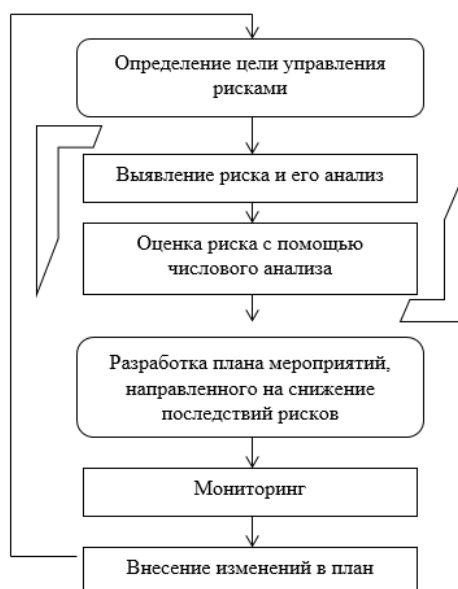 Определение цели управления
рисками
Выявление риска и его анализ
Оценка риска с помощью
числового анализа
Разработка плана мероприятий,
направленного на снижение
последствий рисков
Мониторинг
Внесение изменений в план